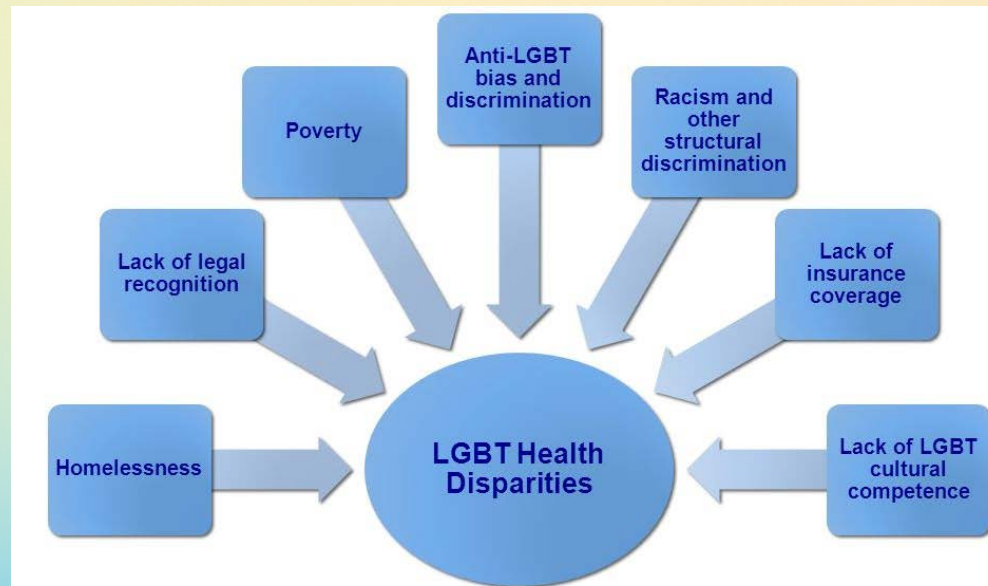 Anti-LGBT
bias and
discrimination
Poverty
Racism and
other
structural
discrimination
Lack of legal
recognition
Lack of
insurance
coverage
Homelessness
LGBT Health
Disparities
Lack of LGBT
cultural
competence